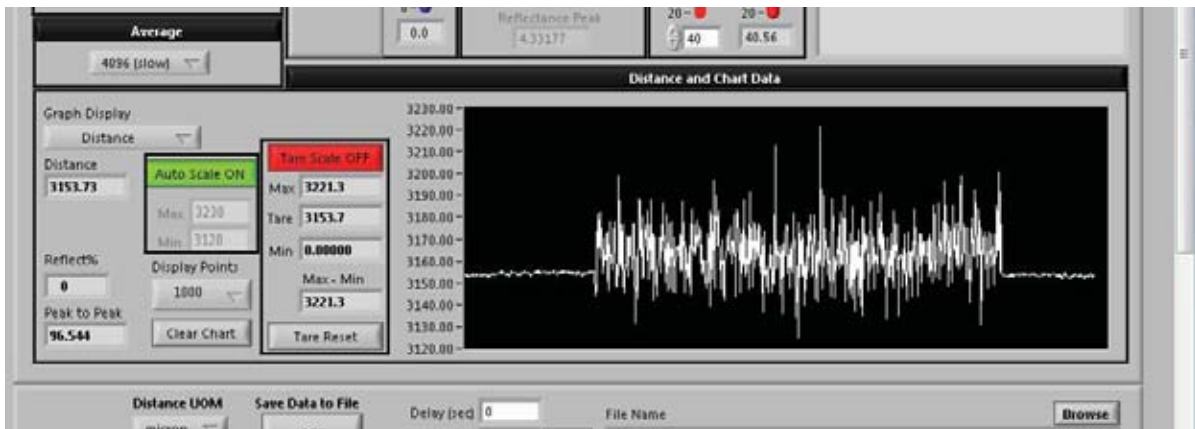 0.0
Reflectance Peak
4.33177
20 - 20 -
40 40.56
Average
4096 (slow)
Distance and Chart Data
Graph Display
Distance
Distance
3153.73
Auto Scale ON
Max 3230
Min 3120
Reflect%
0
Display Points
1000
Peak to Peak
96.544
Clear Chart
Tare Scale OFF
Max 3221.3
Tare 3153.7
Min 0.00000
Max - Min
3221.3
Tare Reset
3230.00
3220.00
3210.00
3200.00
3190.00
3180.00
3170.00
3160.00
3150.00
3140.00
3130.00
3120.00
Distance UOM
micron
Save Data to File
Delay (sec) 0
File Name
Browse